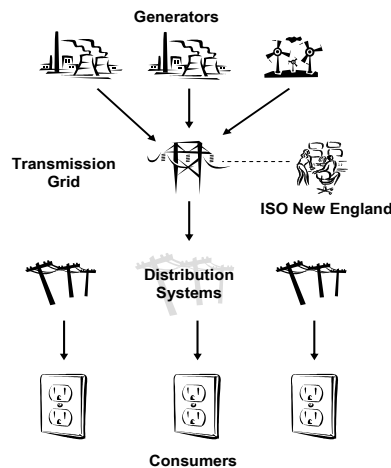 Generators
Transmission
Grid
ISO New England
Distribution
Systems
Consumers